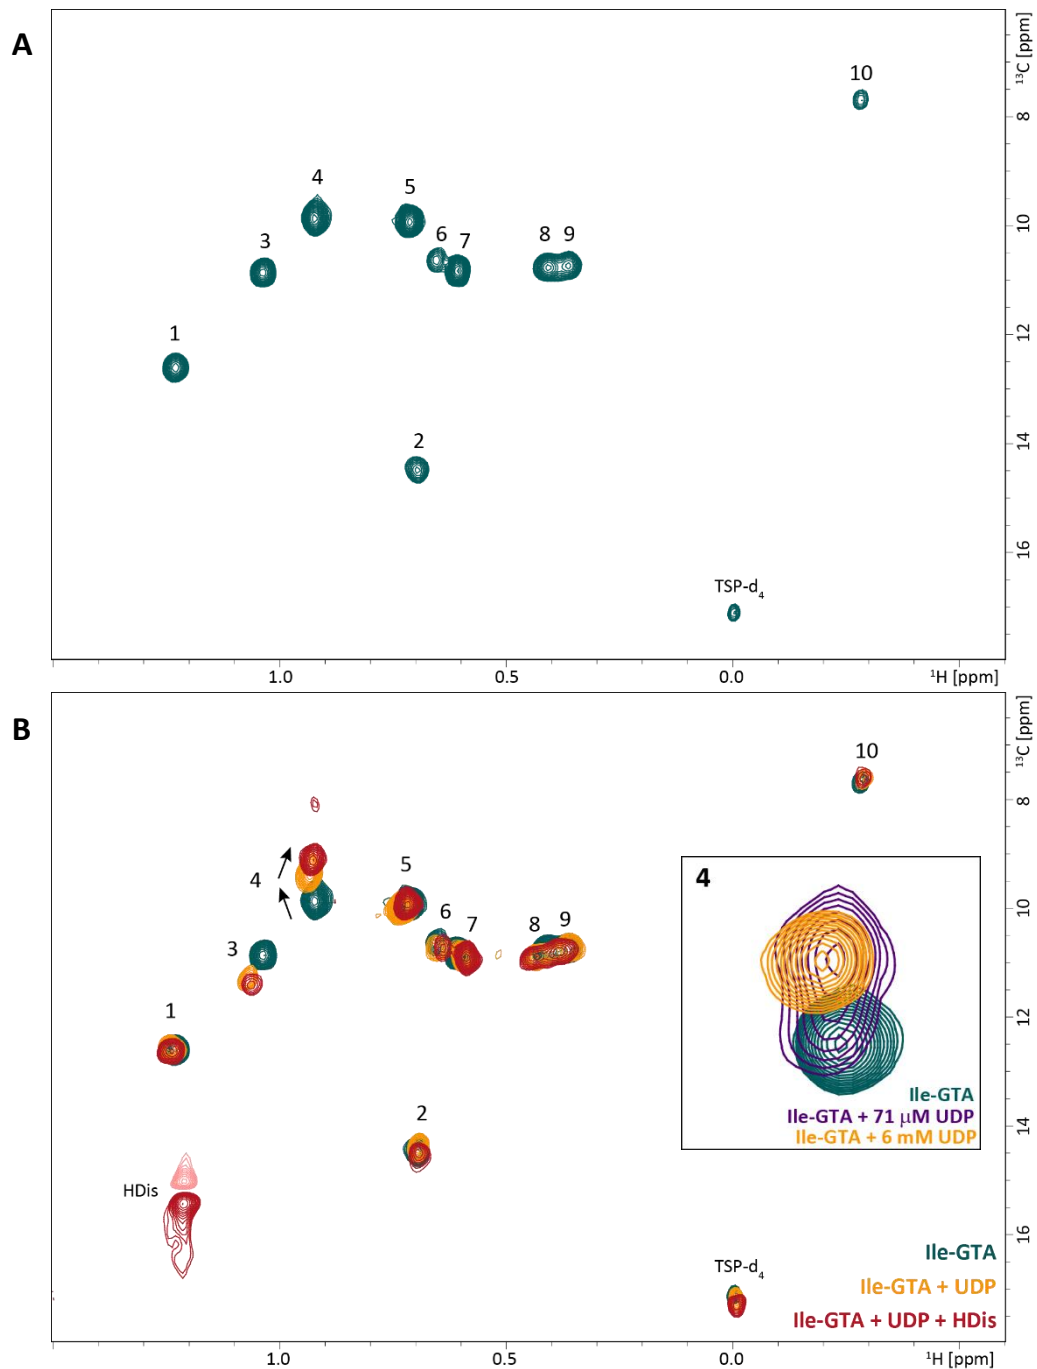 A
10
4
5
3
6
7
8
9
1
2
TSP-d4
8
10
12
14
16
¹³C [ppm]
1.0
0.5
0.0
¹H [ppm]
B
10
4
5
3
6
7
8
9
1
2
HDis
TSP-d4
4
Ile-GTA
Ile-GTA + 71 µM UDP
Ile-GTA + 6 mM UDP
Ile-GTA
Ile-GTA + UDP
Ile-GTA + UDP + HDis
8
10
12
14
16
¹³C [ppm]
1.0
0.5
0.0
¹H [ppm]